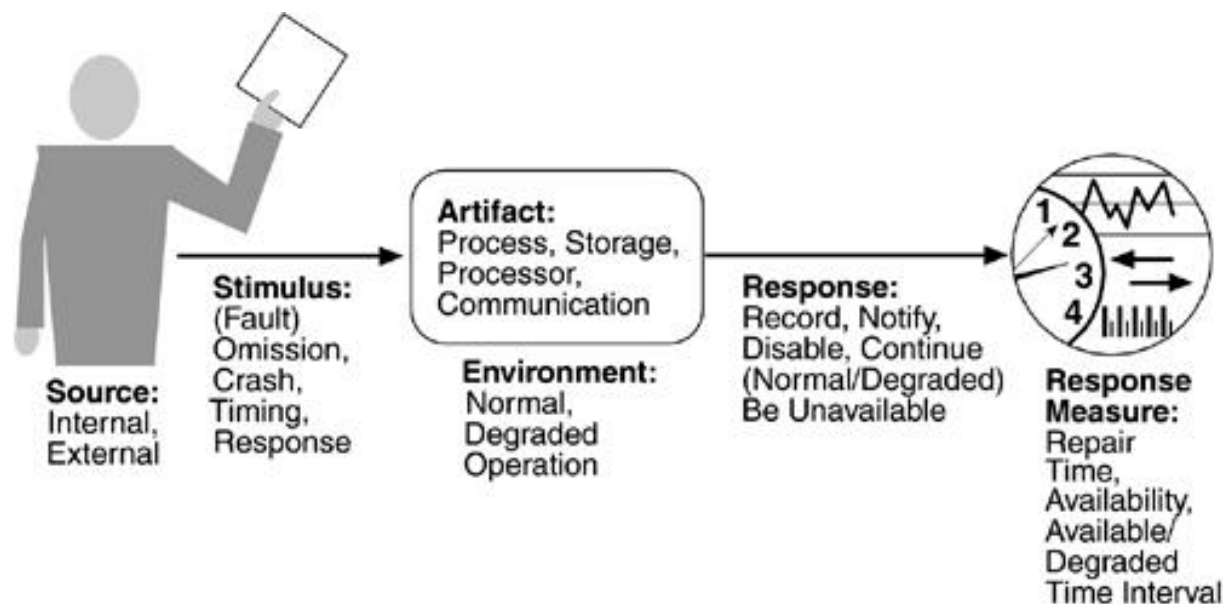 Source:
Internal,
External
Stimulus:
(Fault)
Omission,
Crash,
Timing,
Response
Artifact:
Process, Storage,
Processor,
Communication
Environment:
Normal,
Degraded
Operation
Response:
Record, Notify,
Disable, Continue
(Normal/Degraded)
Be Unavailable
1
2
3
4
Response
Measure:
Repair
Time,
Availability,
Available/
Degraded
Time Interval